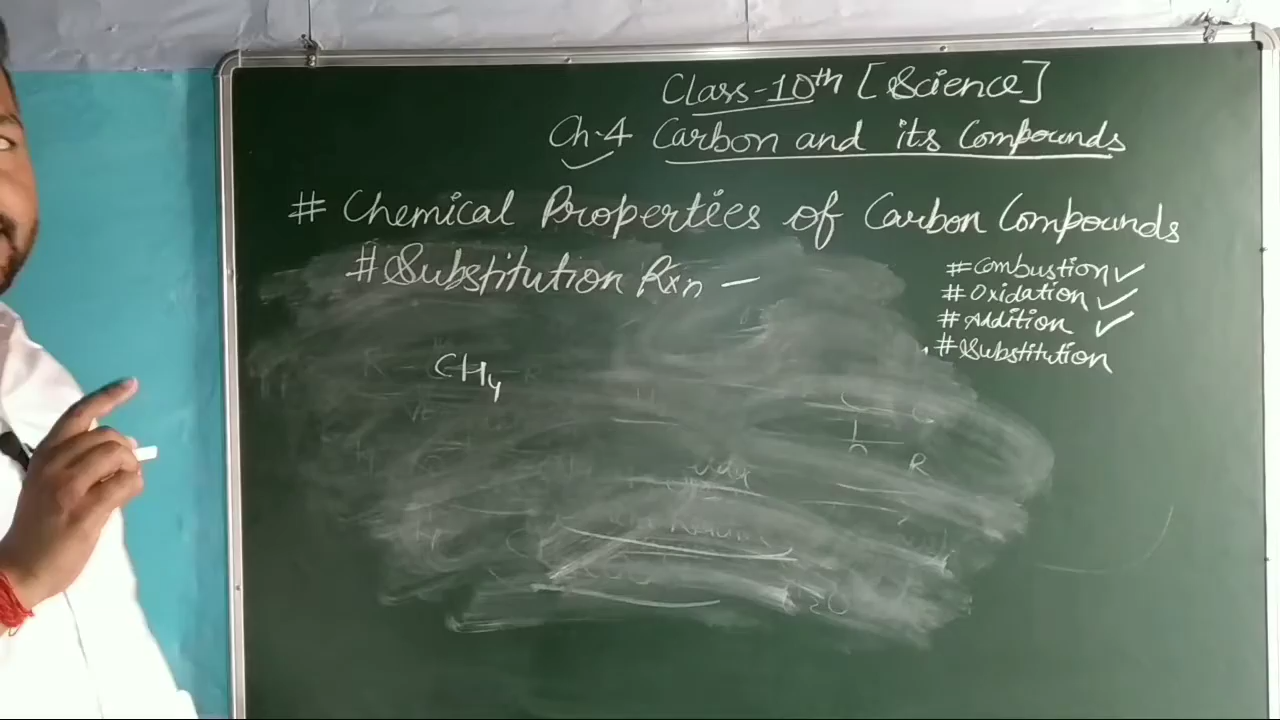 Class-10th [Science]
Ch-4 Carbon and its Compounds
# Chemical Properties of Carbon Compounds
# Substitution Rxn –
# Combustion ✓
# Oxidation ✓
# Addition ✓
# Substitution
CH4